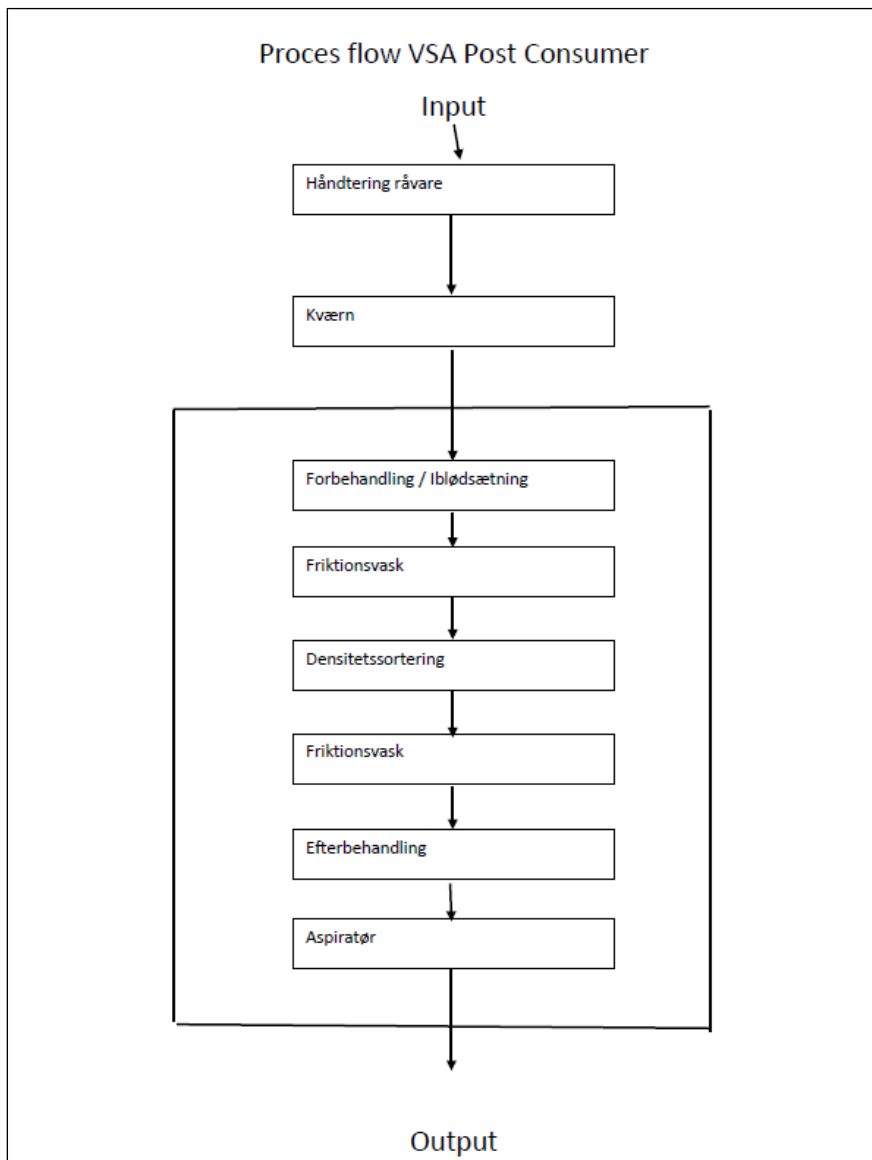 Proces flow VSA Post Consumer
Input
Håndtering råvare
Kværn
Forbehandling / Iblødsætning
Friktionsvask
Densitetssortering
Friktionsvask
Efterbehandling
Aspiratør
Output